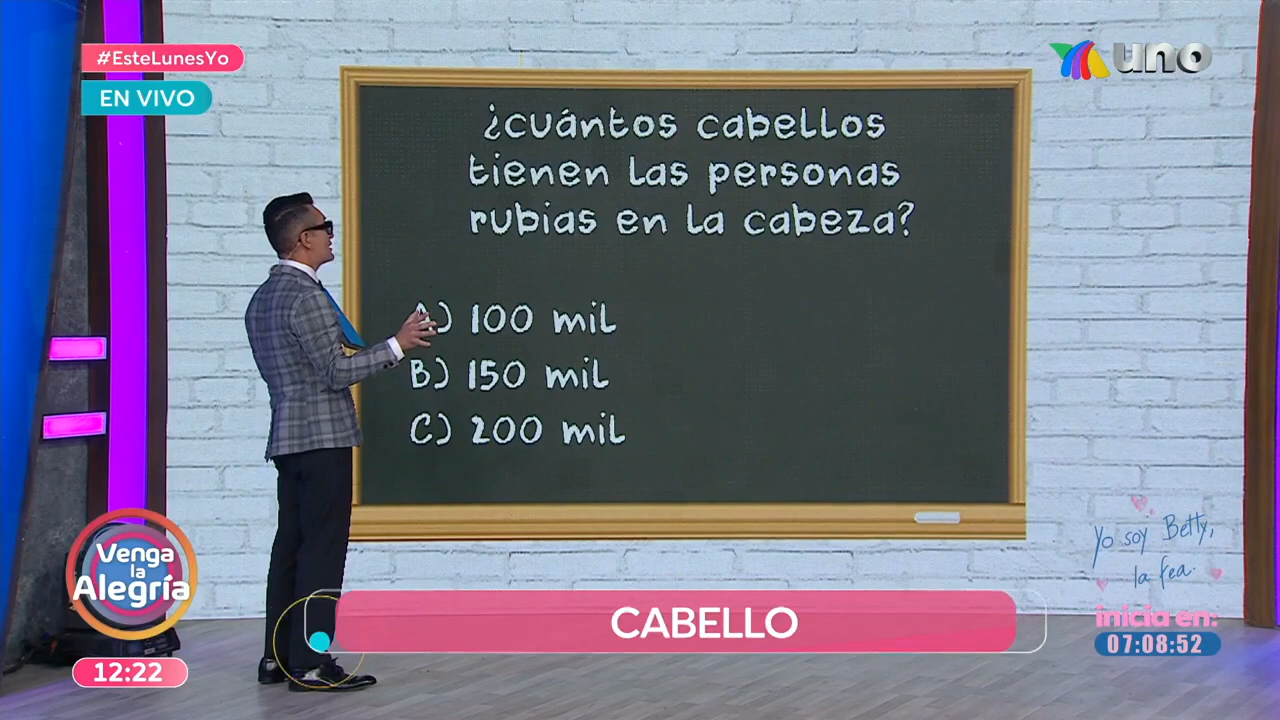 #EsteLunesYo
EN VIVO
uno
¿cuántos cabellos
tienen las personas
rubias en la cabeza?
A) 100 mil
B) 150 mil
C) 200 mil
Yo soy Betty,
la fea.
inicia en:
07:08:52
Venga
la
Alegría
CABELLO
12:22